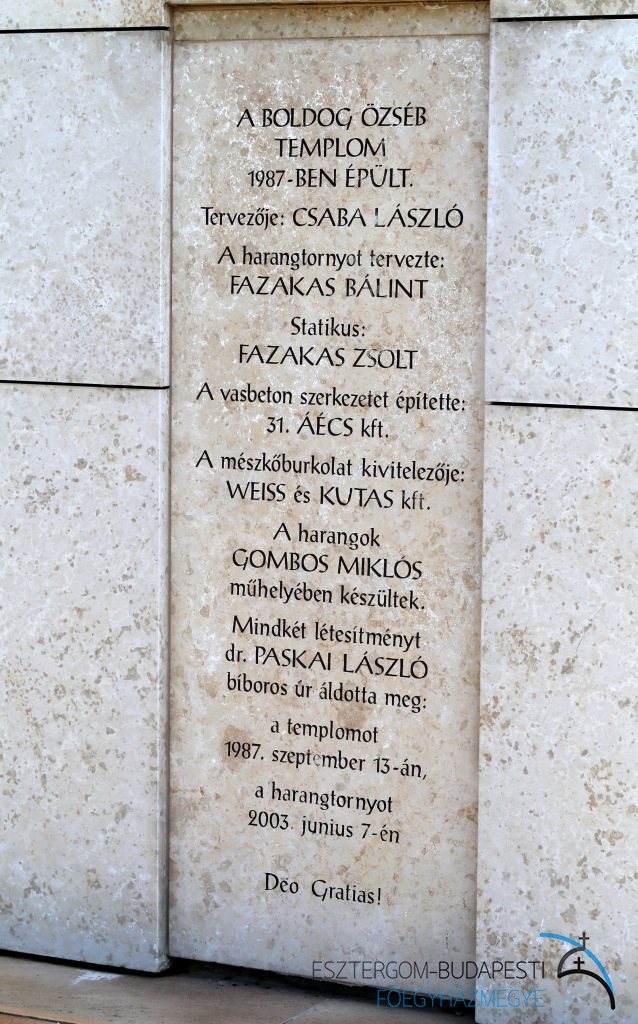 A BOLDOG ÖZSÉB
TEMPLOM
1987-BEN ÉPÜLT.
Tervezője: CSABA LÁSZLÓ
A harangtornyot tervezte:
FAZAKAS BÁLINT
Statikus:
FAZAKAS ZSOLT
A vasbeton szerkezetet építette:
31. ÁÉCS kft.
A mészkőburkolat kivitelezője:
WEISS és KUTAS kft.
A harangok
GOMBOS MIKLÓS
műhelyében készültek.
Mindkét létesítményt
dr. PASKAI LÁSZLÓ
bíboros úr áldotta meg:
a templomot
1987. szeptember 13-án,
a harangtornyot
2003. junius 7-én
Deo Gratias!
ESZTERGOM-BUDAPESTI
FŐEGYHÁZMEGYE